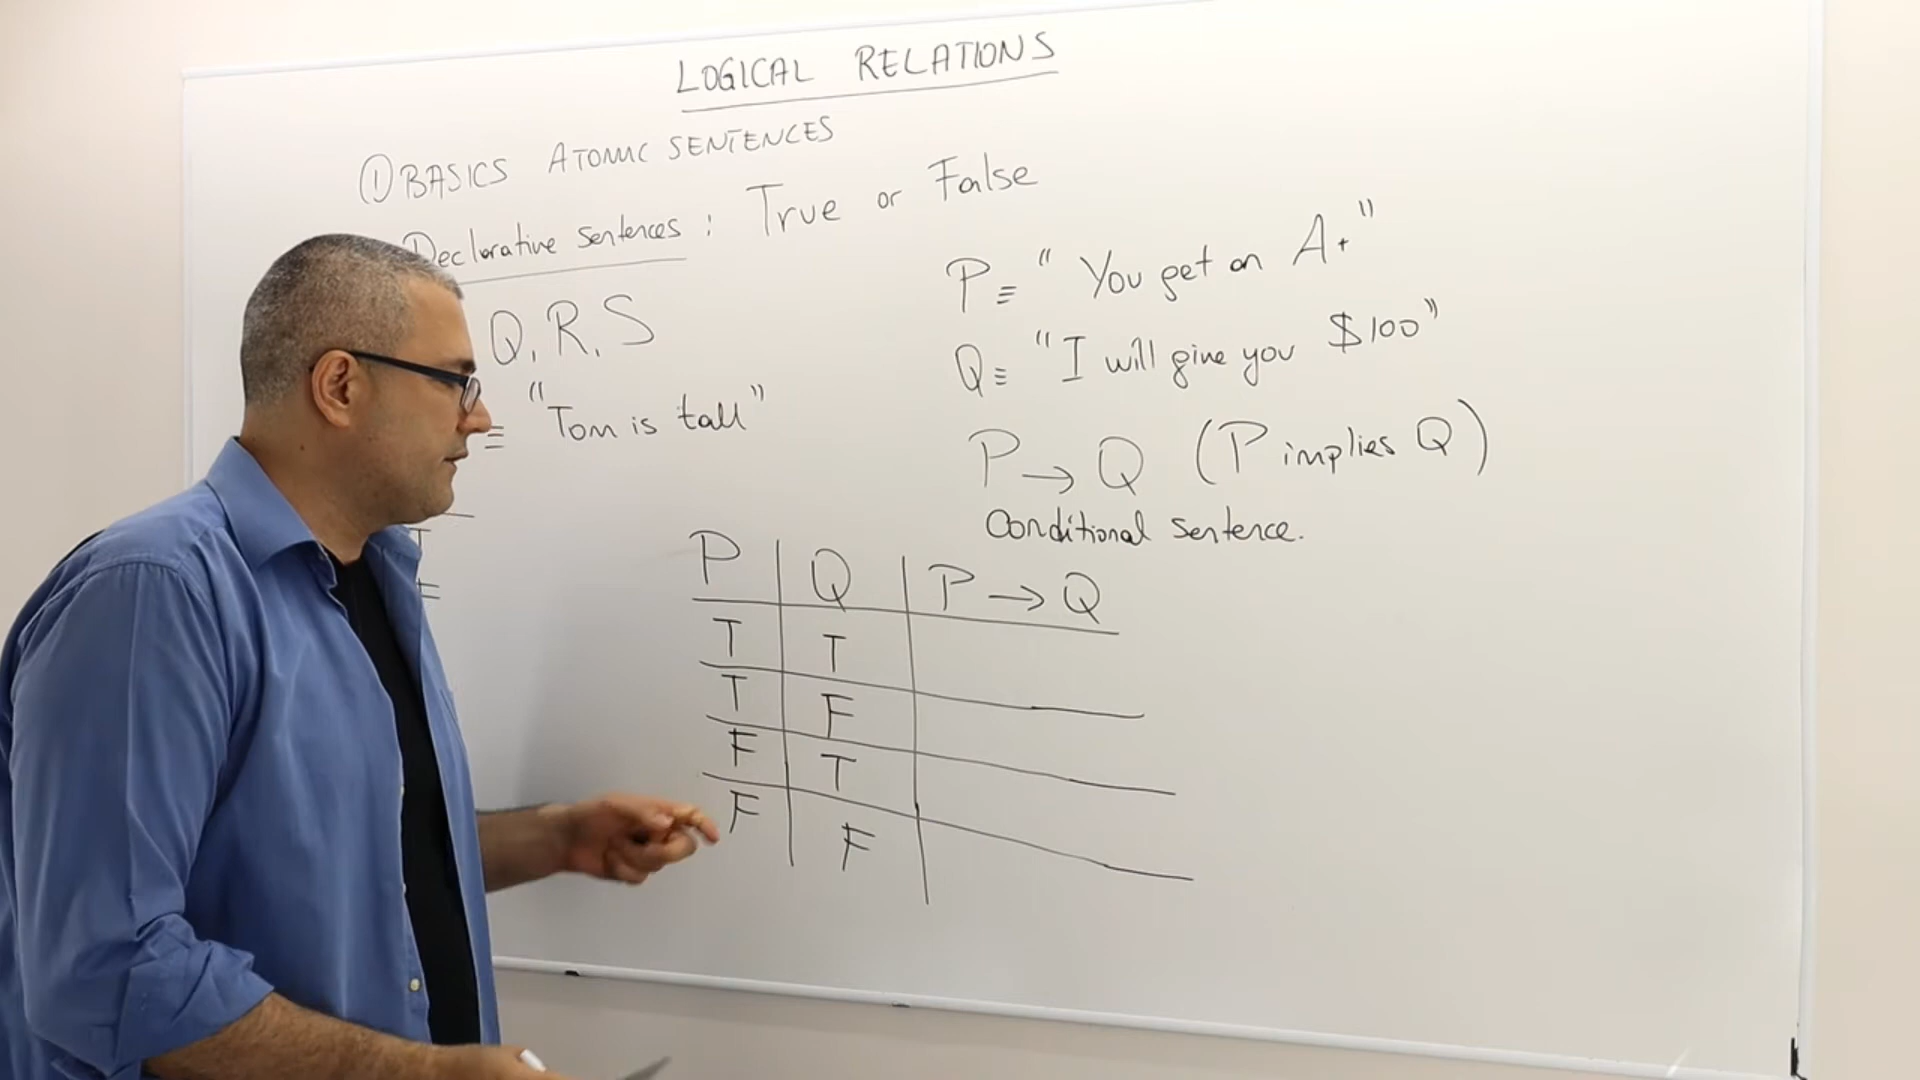 LOGICAL RELATIONS
① BASICS ATOMIC SENTENCES
Declarative sentences : True or False
Q, R, S
≡ "Tom is tall"
T
F
P ≡ "You get an A+"
Q ≡ "I will give you $100"
P → Q (P implies Q)
Conditional sentence.
P Q P → Q
T T
T F
F T
F F